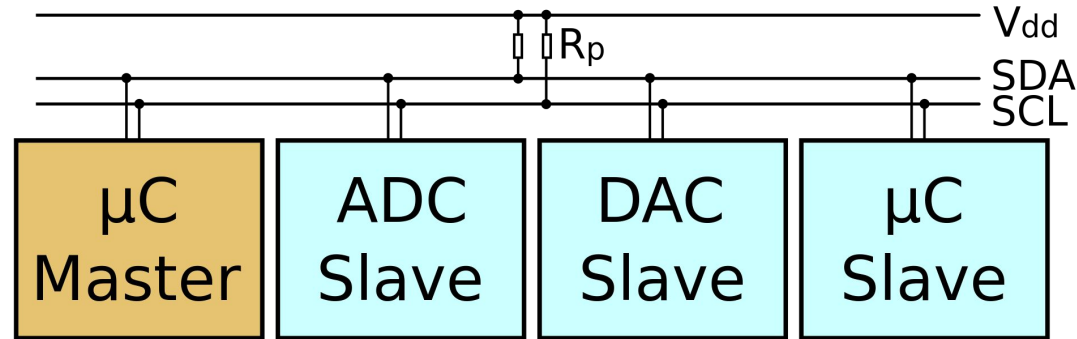 Vdd
Rp
SDA
SCL
µC
Master
ADC
Slave
DAC
Slave
µC
Slave